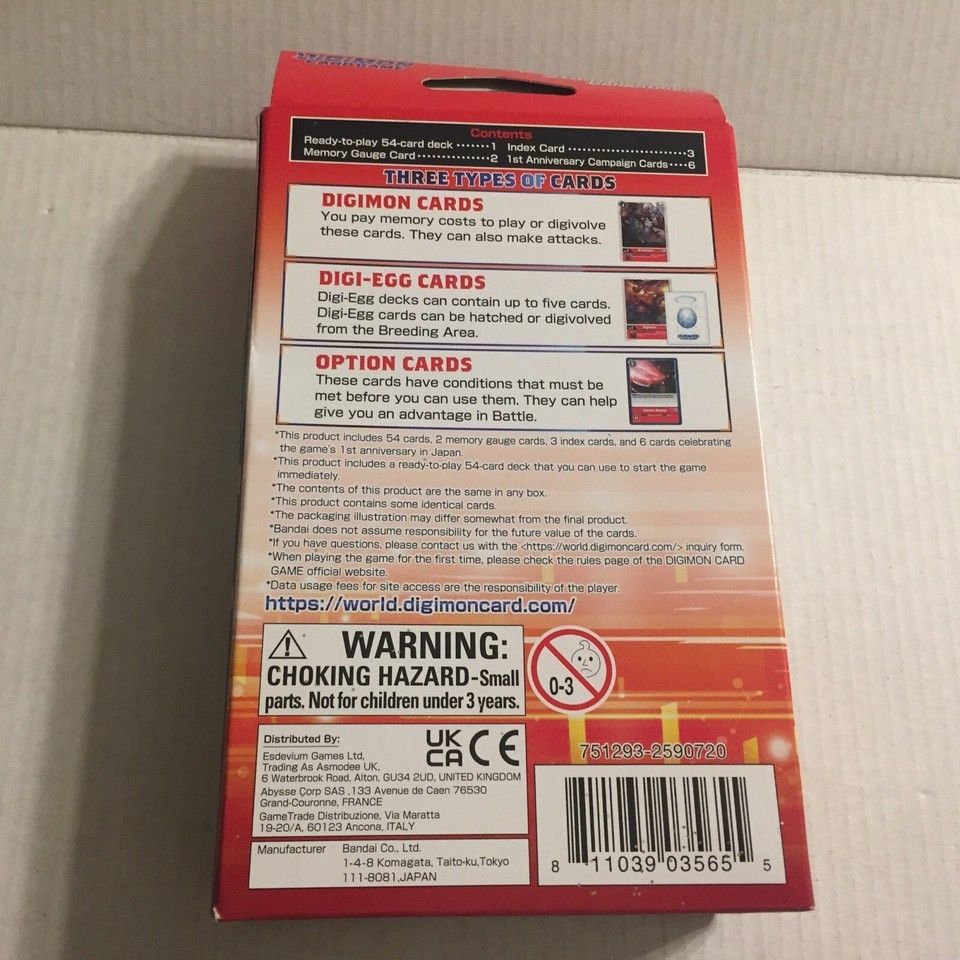 DIGIMON
CARD GAME
Contents
Ready-to-play 54-card deck ·······1 Index Card ························3
Memory Gauge Card···············2 1st Anniversary Campaign Cards····6
THREE TYPES OF CARDS
DIGIMON CARDS
You pay memory costs to play or digivolve
these cards. They can also make attacks.
DIGI-EGG CARDS
Digi-Egg decks can contain up to five cards.
Digi-Egg cards can be hatched or digivolved
from the Breeding Area.
OPTION CARDS
These cards have conditions that must be
met before you can use them. They can help
give you an advantage in Battle.
*This product includes 54 cards, 2 memory gauge cards, 3 index cards, and 6 cards celebrating
the game's 1st anniversary in Japan.
*This product includes a ready-to-play 54-card deck that you can use to start the game
immediately.
*The contents of this product are the same in any box.
*This product contains some identical cards.
*The packaging illustration may differ somewhat from the final product.
*Bandai does not assume responsibility for the future value of the cards.
*If you have questions, please contact us with the <https://world.digimoncard.com/> inquiry form.
*When playing the game for the first time, please check the rules page of the DIGIMON CARD
GAME official website.
*Data usage fees for site access are the responsibility of the player.
https://world.digimoncard.com/
WARNING:
CHOKING HAZARD-Small
parts. Not for children under 3 years.
0-3
Distributed By:
Esdevium Games Ltd,
Trading As Asmodee UK,
6 Waterbrook Road, Alton, GU34 2UD, UNITED KINGDOM
Abysse Corp SAS ,133 Avenue de Caen 76530
Grand-Couronne, FRANCE
GameTrade Distribuzione, Via Maratta
19-20/A, 60123 Ancona, ITALY
UK
CA CE
Manufacturer Bandai Co., Ltd.
1-4-8 Komagata, Taito-ku,Tokyo
111-8081,JAPAN
751293-2590720
8 11039 03565 5